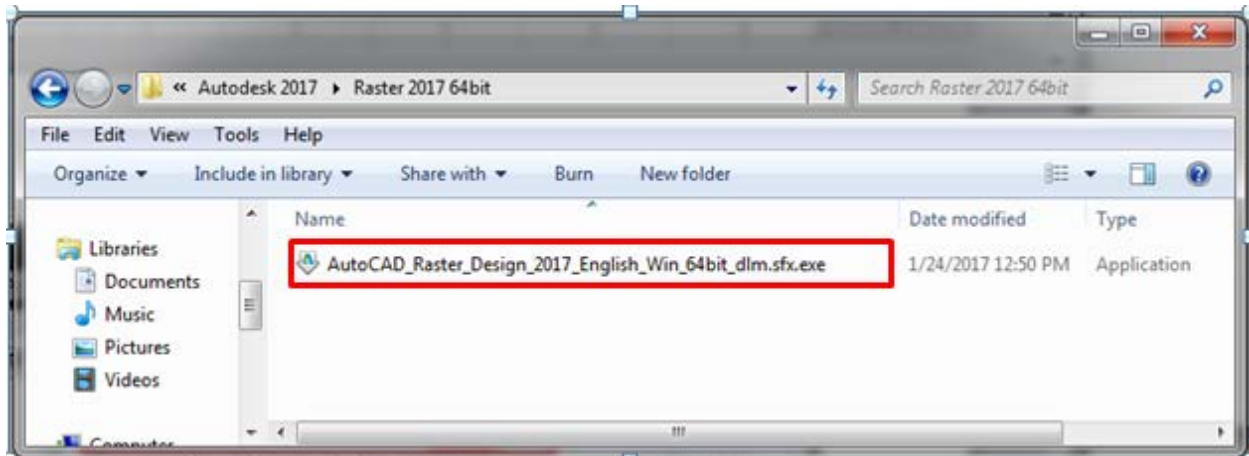 « Autodesk 2017 ▸ Raster 2017 64bit
Search Raster 2017 64bit
File Edit View Tools Help
Organize Include in library Share with Burn New folder
Name Date modified Type
Libraries
AutoCAD_Raster_Design_2017_English_Win_64bit_dlm.sfx.exe 1/24/2017 12:50 PM Application
Documents
Music
Pictures
Videos
Computer